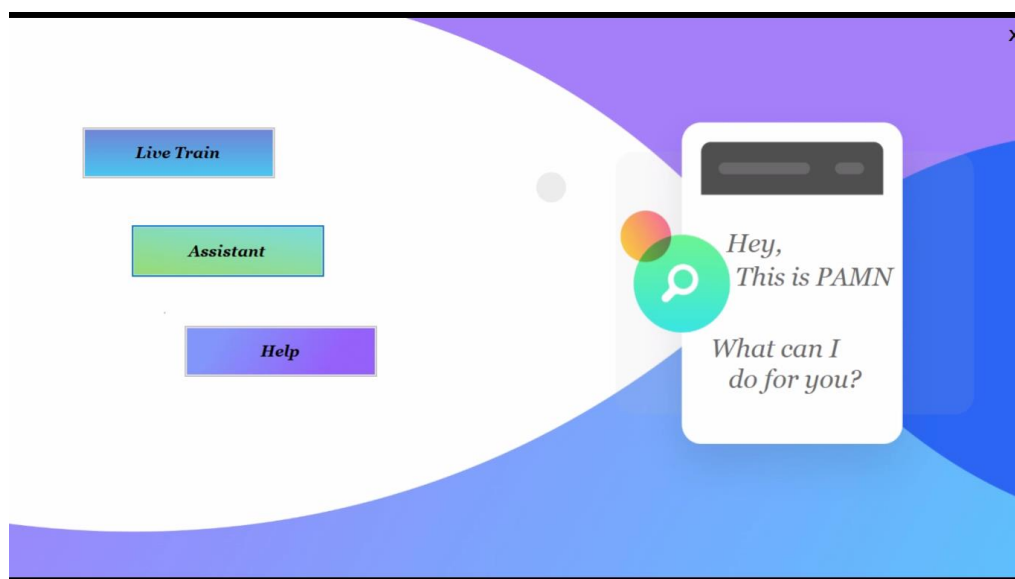 X
Live Train
Assistant
Help
Hey,
This is PAMN
What can I
do for you?